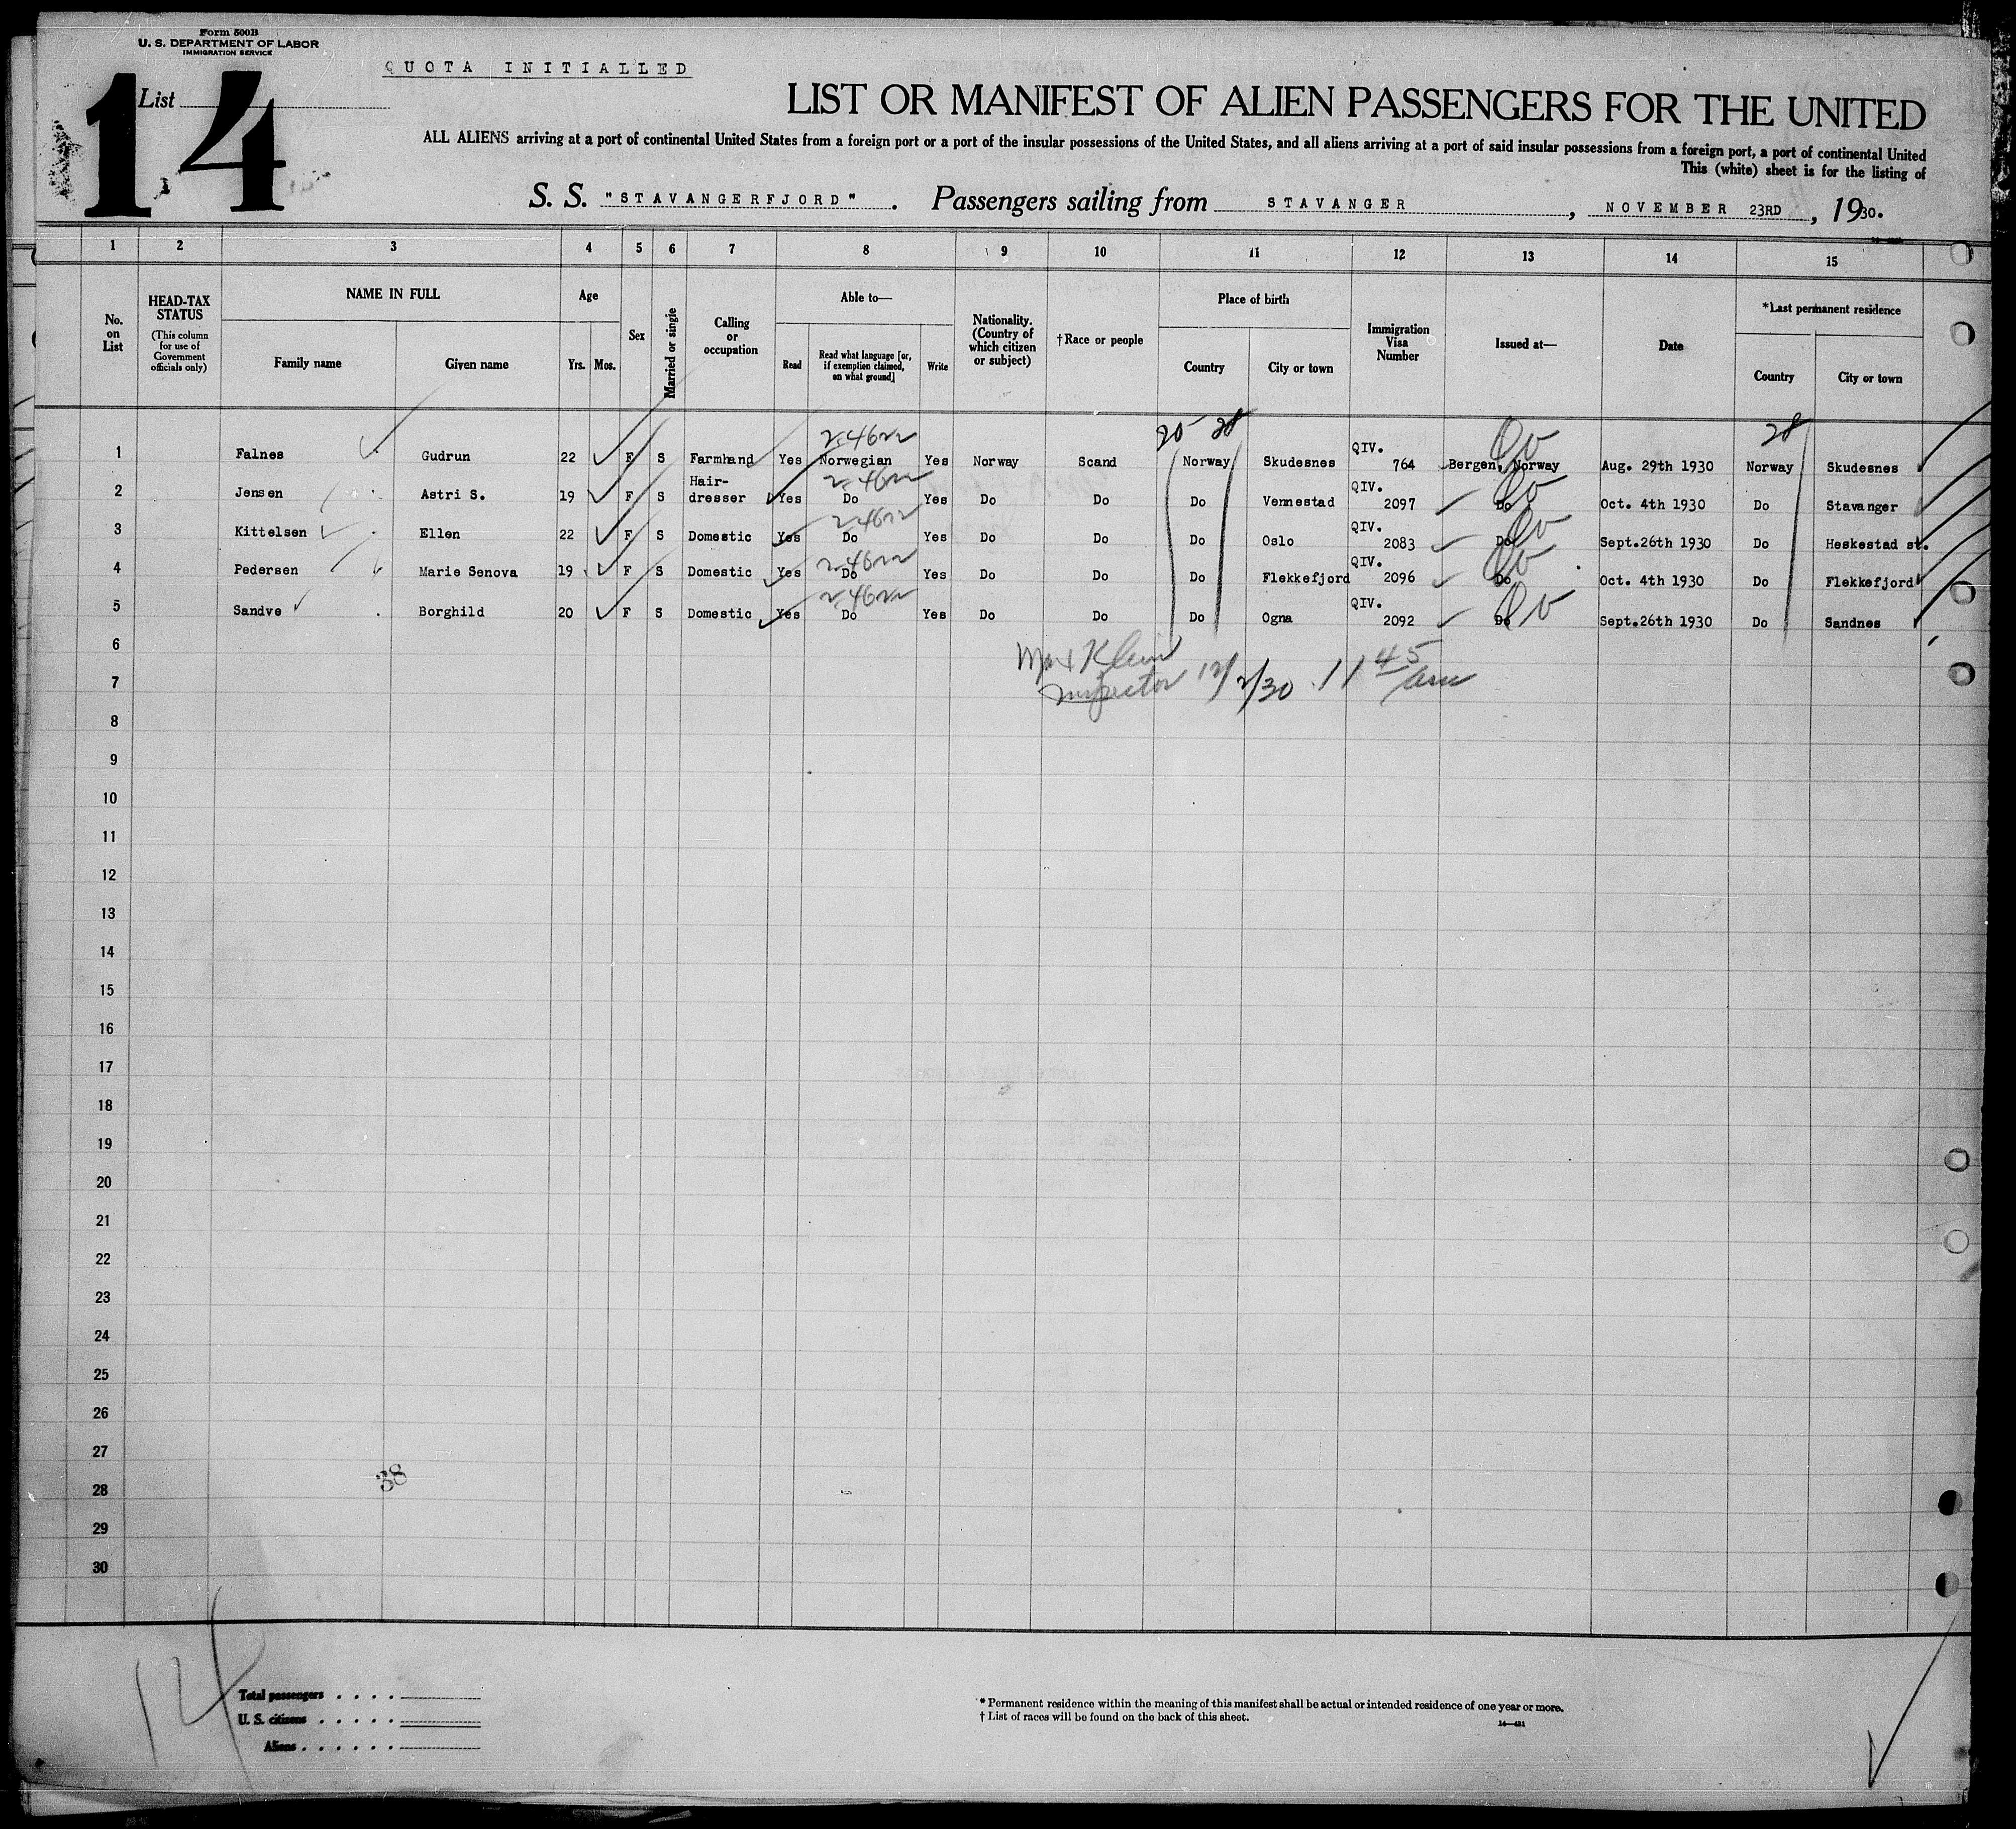 Form 500B
U. S. DEPARTMENT OF LABOR
IMMIGRATION SERVICE
QUOTA INITIALLED
List 14
LIST OR MANIFEST OF ALIEN PASSENGERS FOR THE UNITED
ALL ALIENS arriving at a port of continental United States from a foreign port or a port of the insular possessions of the United States, and all aliens arriving at a port of said insular possessions from a foreign port, a port of continental United
This (white) sheet is for the listing of
S. S. "STAVANGERFJORD" . Passengers sailing from STAVANGER , NOVEMBER 23RD , 1930.
1 2 3 4 5 6 7 8 9 10 11 12 13 14 15
No. on List
HEAD-TAX STATUS
(This column for use of Government officials only)
NAME IN FULL
Family name
Given name
Age
Yrs. Mos.
Sex
Married or single
Calling or occupation
Able to—
Read
Read what language [or, if exemption claimed, on what ground]
Write
Nationality. (Country of which citizen or subject)
†Race or people
Place of birth
Country
City or town
Immigration Visa Number
Issued at—
Date
*Last permanent residence
Country
City or town
20 28 28
1 Falnes Gudrun 22 F S Farmhand Yes Norwegian Yes Norway Scand Norway Skudesnes QIV. 764 Bergen, Norway Aug. 29th 1930 Norway Skudesnes
2 Jensen Astri S. 19 F S Hair-dresser Yes Do Yes Do Do Do Vennestad QIV. 2097 Do Oct. 4th 1930 Do Stavanger
3 Kittelsen Ellen 22 F S Domestic Yes Do Yes Do Do Do Oslo QIV. 2083 Do Sept.26th 1930 Do Heskestad st.
4 Pedersen Marie Senova 19 F S Domestic Yes Do Yes Do Do Do Flekkefjord QIV. 2096 Do Oct. 4th 1930 Do Flekkefjord
5 Sandve Borghild 20 F S Domestic Yes Do Yes Do Do Do Ogna QIV. 2092 Do Sept.26th 1930 Do Sandnes
6
Max Klein
7
Inspector 12/2/30 11 45 am
8
9
10
11
12
13
14
15
16
17
18
19
20
21
22
23
24
25
26
27
38
28
29
30
14
Total passengers . . . .
U. S. citizens . . . . .
Aliens . . . . . .
* Permanent residence within the meaning of this manifest shall be actual or intended residence of one year or more.
† List of races will be found on the back of this sheet.
14—421